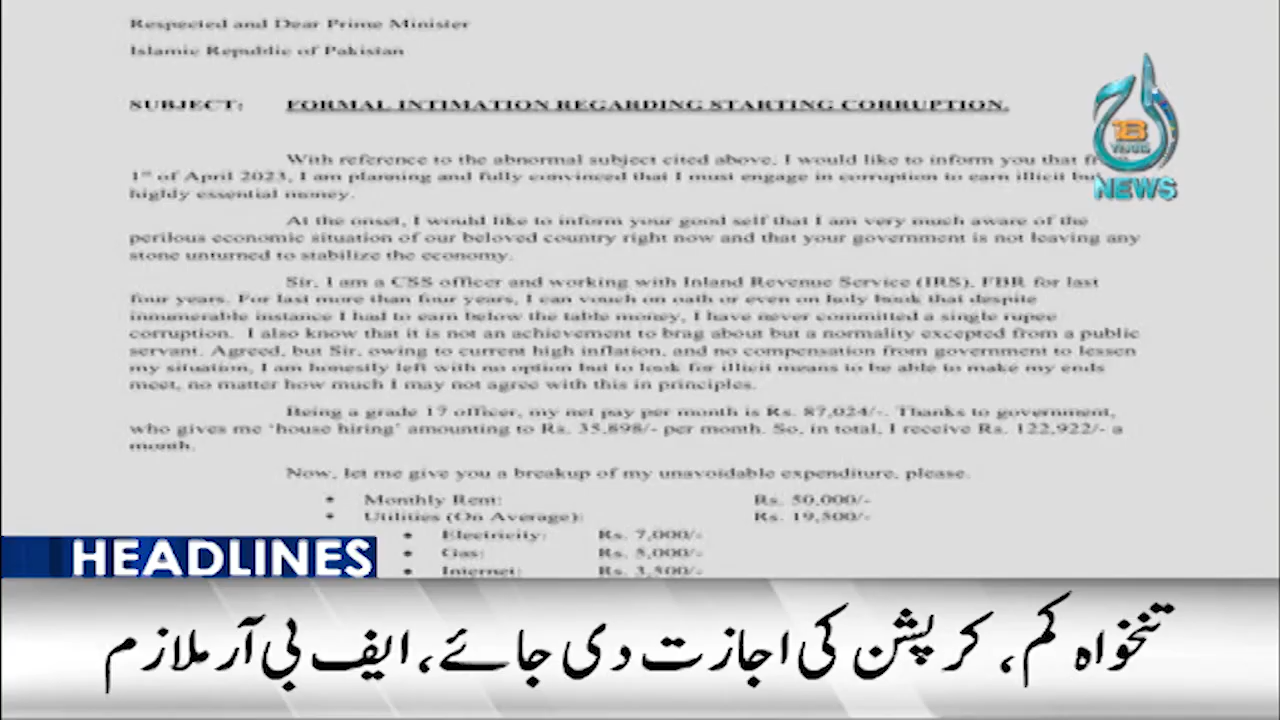 Respected and Dear Prime Minister
Islamic Republic of Pakistan
SUBJECT: FORMAL INTIMATION REGARDING STARTING CORRUPTION.
With reference to the abnormal subject cited above, I would like to inform you that
1st of April 2023, I am planning and fully convinced that I must engage in corruption to earn illicit but
highly essential money.
At the onset, I would like to inform your good self that I am very much aware of the
perilous economic situation of our beloved country right now and that your government is not leaving any
stone unturned to stabilize the economy.
Sir, I am a CSS officer and working with Inland Revenue Service (IRS), FBR for last
four years. For last more than four years, I can vouch on oath or even on holy book that despite
innumerable instance I had to earn below the table money, I have never committed a single rupee
corruption. I also know that it is not an achievement to brag about but a normality excepted from a public
servant. Agreed, but Sir, owing to current high inflation, and no compensation from government to lessen
my situation, I am honestly left with no option but to look for illicit means to be able to make my ends
meet, no matter how much I may not agree with this in principles.
Being a grade 17 officer, my net pay per month is Rs. 87,024/-. Thanks to government,
who gives me ‘house hiring’ amounting to Rs. 35,898/- per month. So, in total, I receive Rs. 122,922/- a
month.
Now, let me give you a breakup of my unavoidable expenditure, please.
• Monthly Rent: Rs. 50,000/-
• Utilities (On Average): Rs. 19,500/-
• Electricity: Rs. 7,000/-
• Gas: Rs. 5,000/-
• Internet: Rs. 3,500/-
آج
NEWS
HEADLINES
تنخواہ کم، کرپشن کی اجازت دی جائے، ایف بی آر ملازم